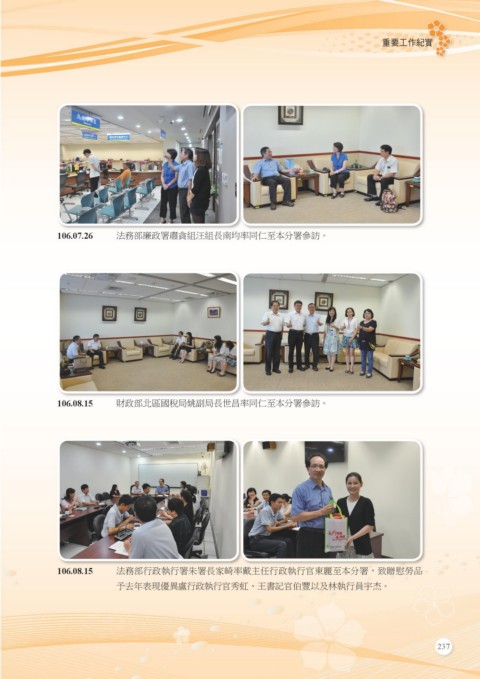 重要工作紀實
106.07.26 法務部廉政署肅貪組汪組長南均率同仁至本分署參訪。
106.08.15 財政部北區國稅局姚副局長世昌率同仁至本分署參訪。
106.08.15 法務部行政執行署朱署長家崎率戴主任行政執行官東麗至本分署，致贈慰勞品
予去年表現優異盧行政執行官秀虹、王書記官伯豐以及林執行員宇杰。
237